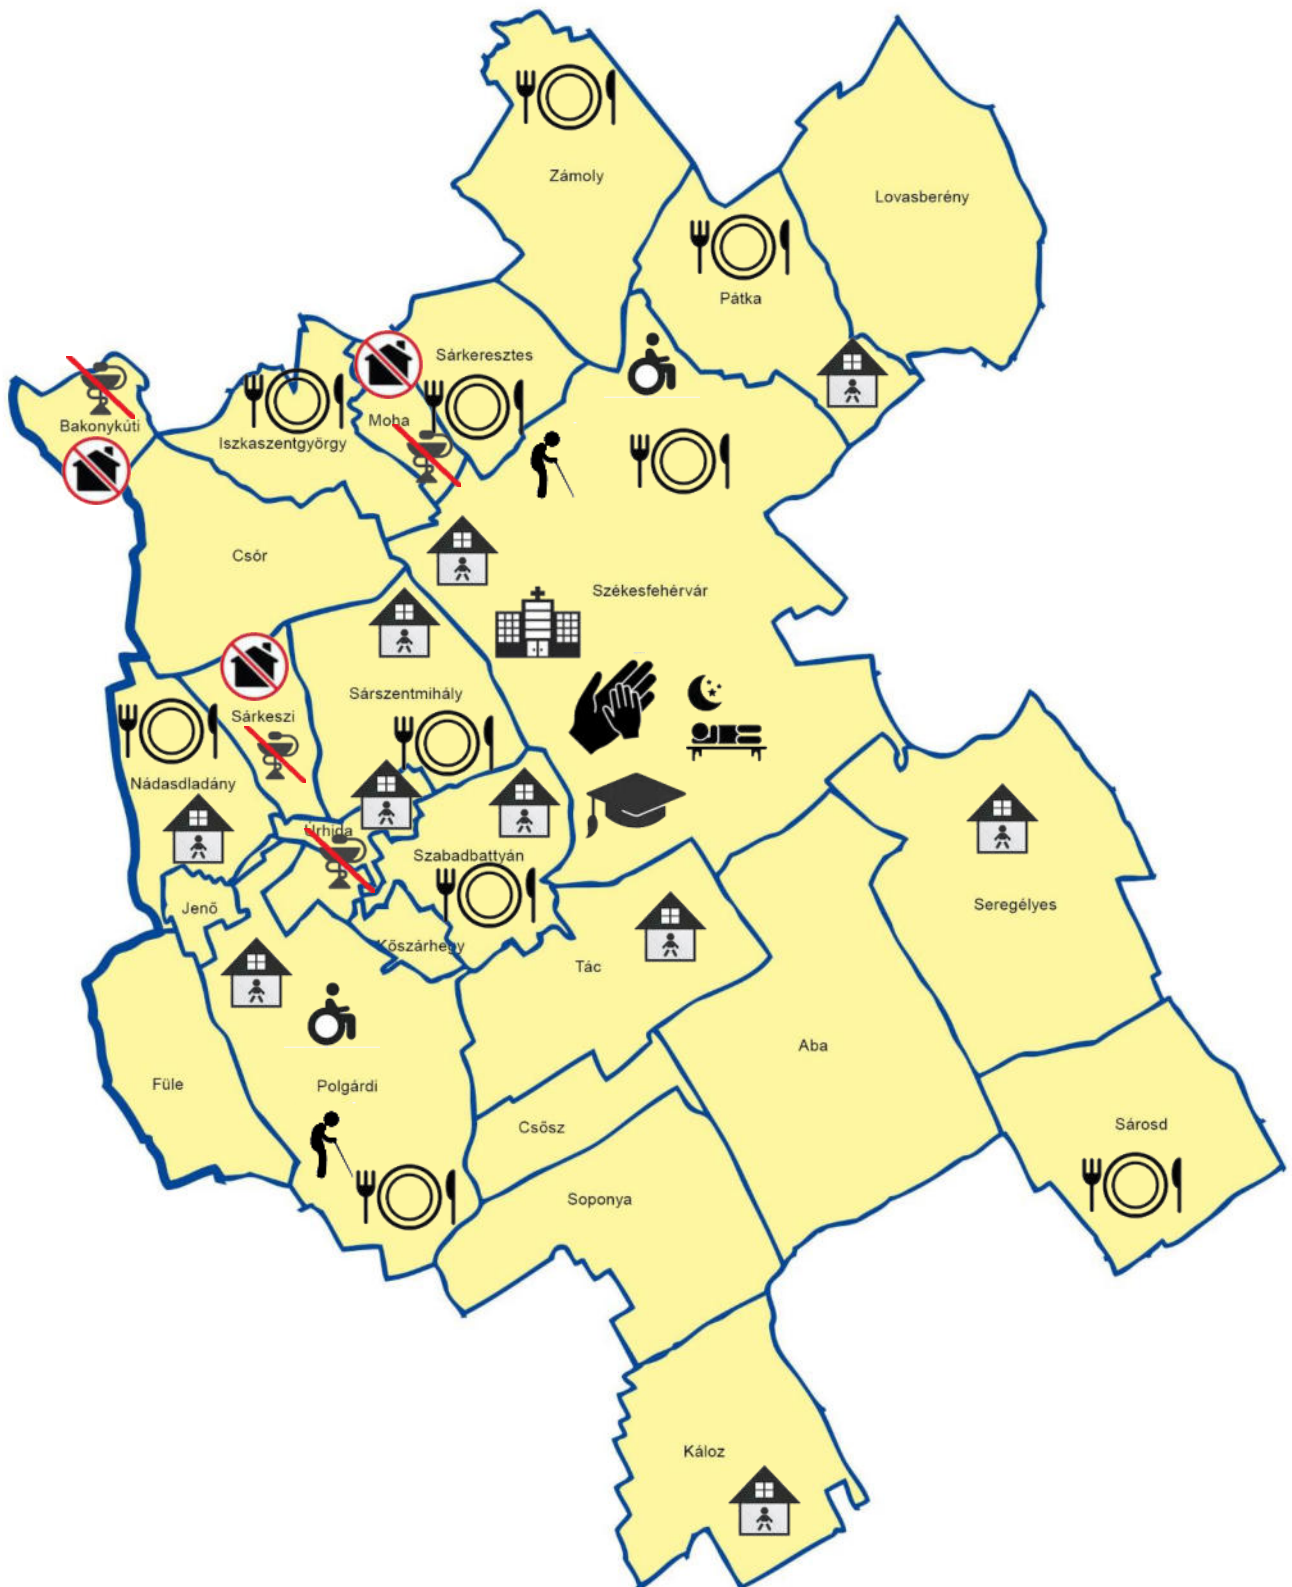 Zámoly
Lovasberény
Pátka
Sárkeresztes
Moha
Bakonykúti
Iszkaszentgyörgy
Csór
Székesfehérvár
Sárszentmihály
Sárkeszi
Nádasdladány
Úrhida
Szabadbattyán
Jenő
Seregélyes
Kőszárhegy
Tác
Aba
Füle
Polgárdi
Csősz
Sárosd
Soponya
Káloz